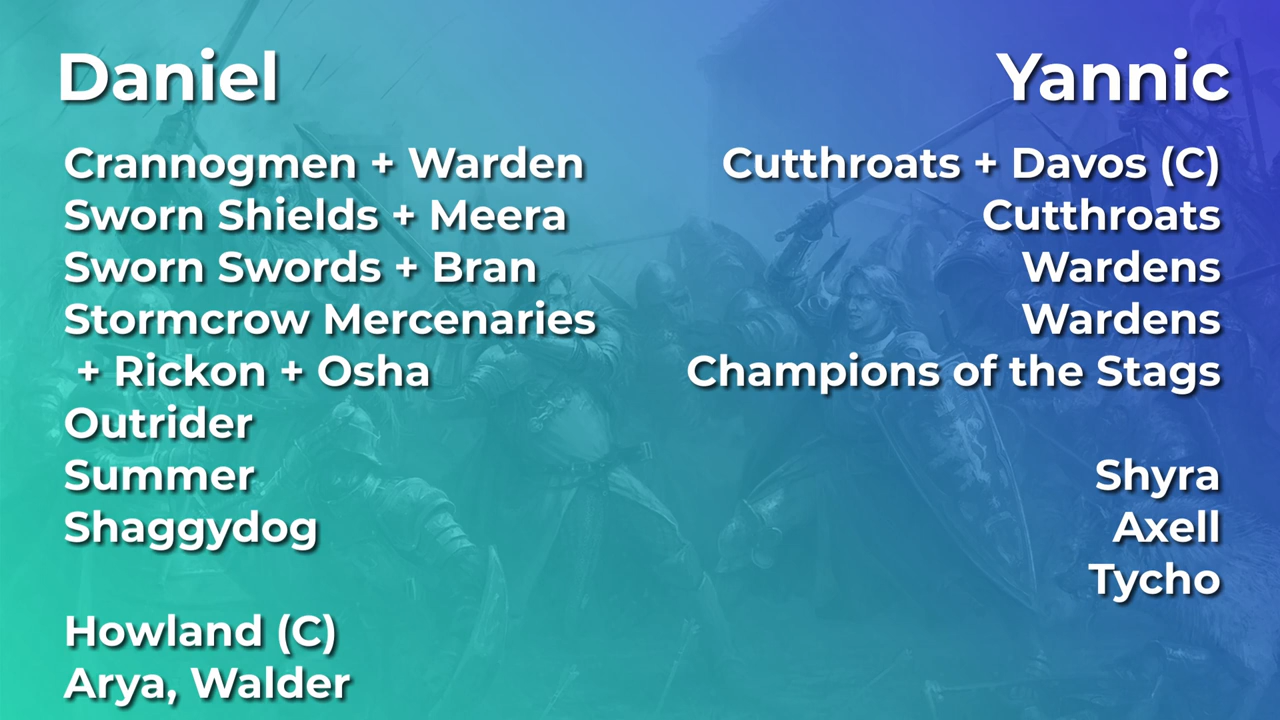 Daniel
Crannogmen + Warden
Sworn Shields + Meera
Sworn Swords + Bran
Stormcrow Mercenaries
+ Rickon + Osha
Outrider
Summer
Shaggydog
Howland (C)
Arya, Walder
Yannic
Cutthroats + Davos (C)
Cutthroats
Wardens
Wardens
Champions of the Stags
Shyra
Axell
Tycho